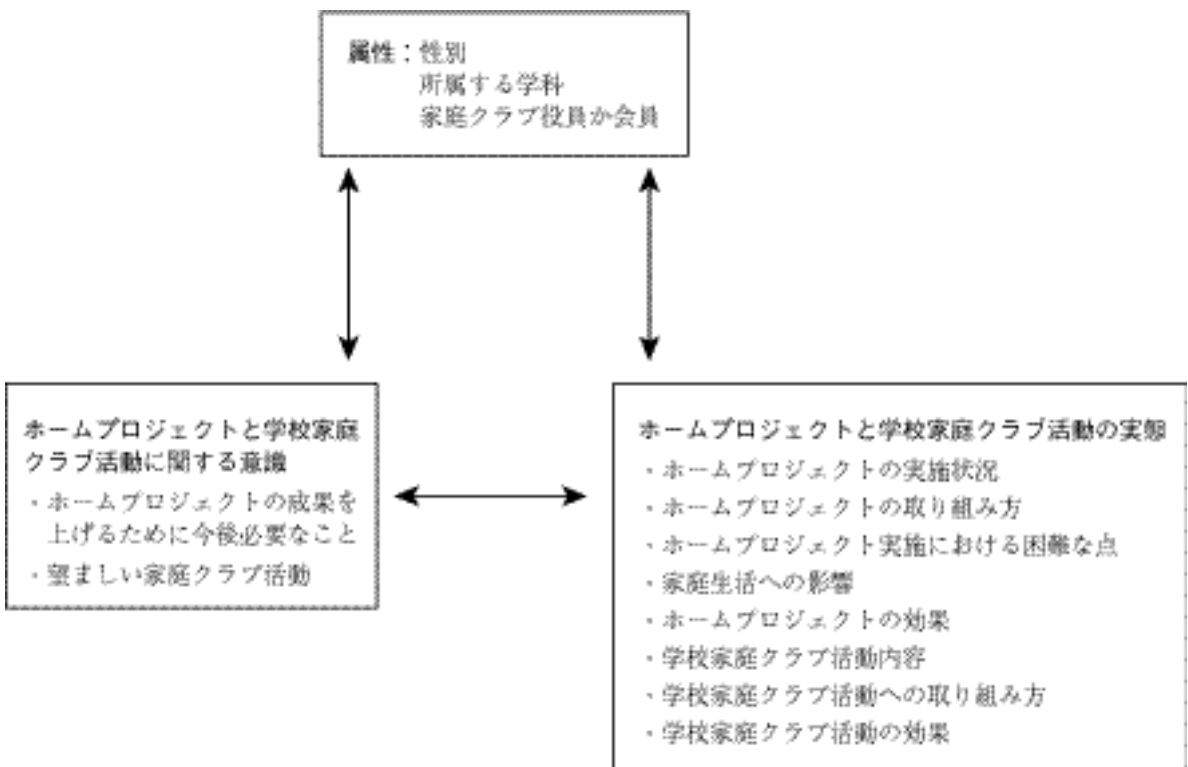 属性：性別
所属する学科
家庭クラブ役員か会員
ホームプロジェクトと学校家庭
クラブ活動に関する意識
・ホームプロジェクトの成果を
上げるために今後必要なこと
・望ましい家庭クラブ活動
ホームプロジェクトと学校家庭クラブ活動の実態
・ホームプロジェクトの実施状況
・ホームプロジェクトの取り組み方
・ホームプロジェクト実施における困難な点
・家庭生活への影響
・ホームプロジェクトの効果
・学校家庭クラブ活動内容
・学校家庭クラブ活動への取り組み方
・学校家庭クラブ活動の効果